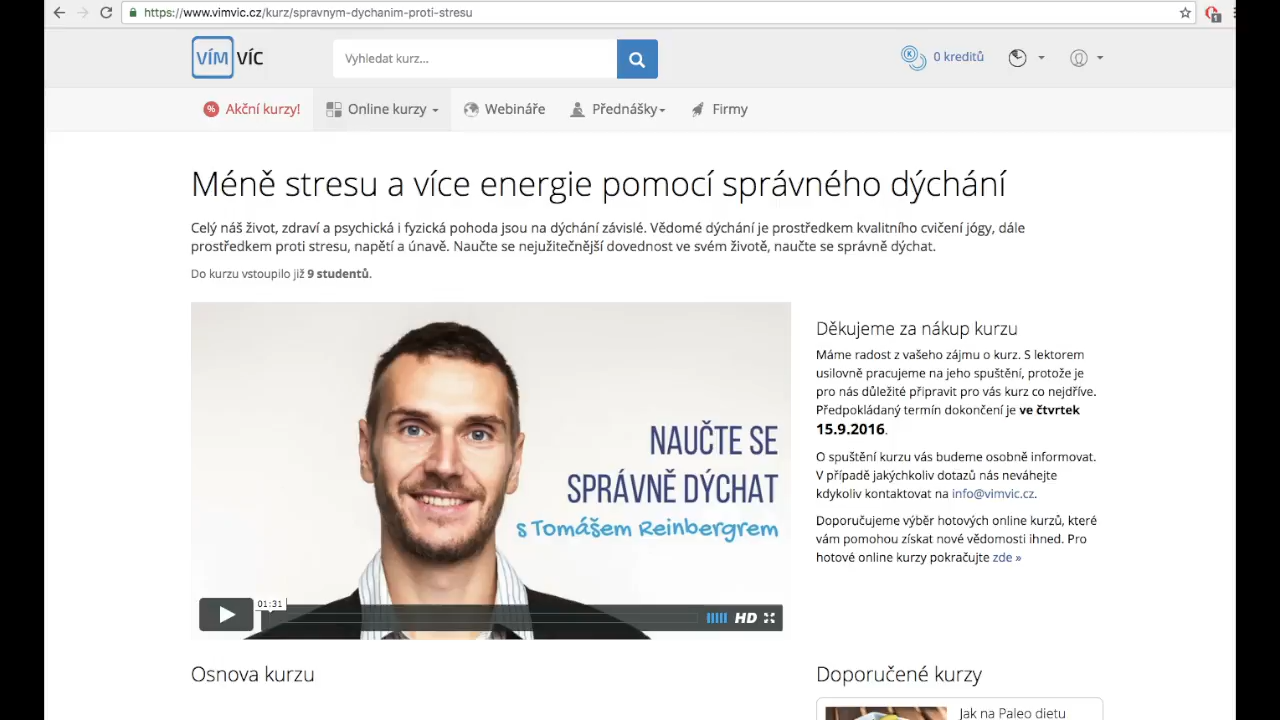 https://www.vimvic.cz/kurz/spravnym-dychanim-proti-stresu
VÍM VÍC
Vyhledat kurz...
0 kreditů
Akční kurzy!
Online kurzy
Webináře
Přednášky
Firmy
Méně stresu a více energie pomocí správného dýchání
Celý náš život, zdraví a psychická i fyzická pohoda jsou na dýchání závislé. Vědomé dýchání je prostředkem kvalitního cvičení jógy, dále
prostředkem proti stresu, napětí a únavě. Naučte se nejužitečnější dovednost ve svém životě, naučte se správně dýchat.
Do kurzu vstoupilo již 9 studentů.
NAUČTE SE
SPRÁVNĚ DÝCHAT
s Tomášem Reinbergrem
01:31
HD
Děkujeme za nákup kurzu
Máme radost z vašeho zájmu o kurz. S lektorem
usilovně pracujeme na jeho spuštění, protože je
pro nás důležité připravit pro vás kurz co nejdříve.
Předpokládaný termín dokončení je ve čtvrtek
15.9.2016.
O spuštění kurzu vás budeme osobně informovat.
V případě jakýchkoliv dotazů nás neváhejte
kdykoliv kontaktovat na info@vimvic.cz.
Doporučujeme výběr hotových online kurzů, které
vám pomohou získat nové vědomosti ihned. Pro
hotové online kurzy pokračujte zde »
Osnova kurzu
Doporučené kurzy
Jak na Paleo dietu